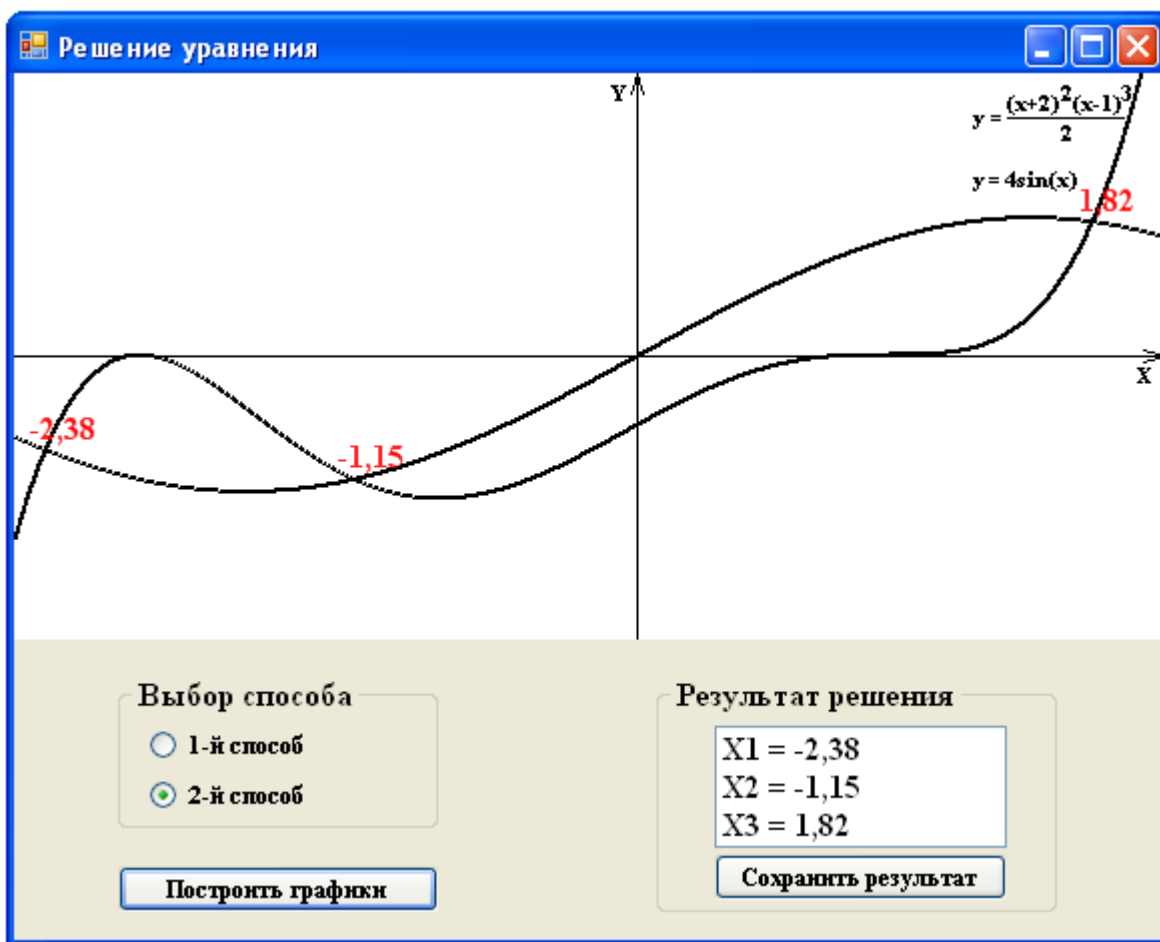 Решение уравнения
Y
y = (x+2)²(x-1)³
2
y = 4sin(x)
1,82
X
-2,38
-1,15
Выбор способа
1-й способ
2-й способ
Построить графики
Результат решения
X1 = -2,38
X2 = -1,15
X3 = 1,82
Сохранить результат